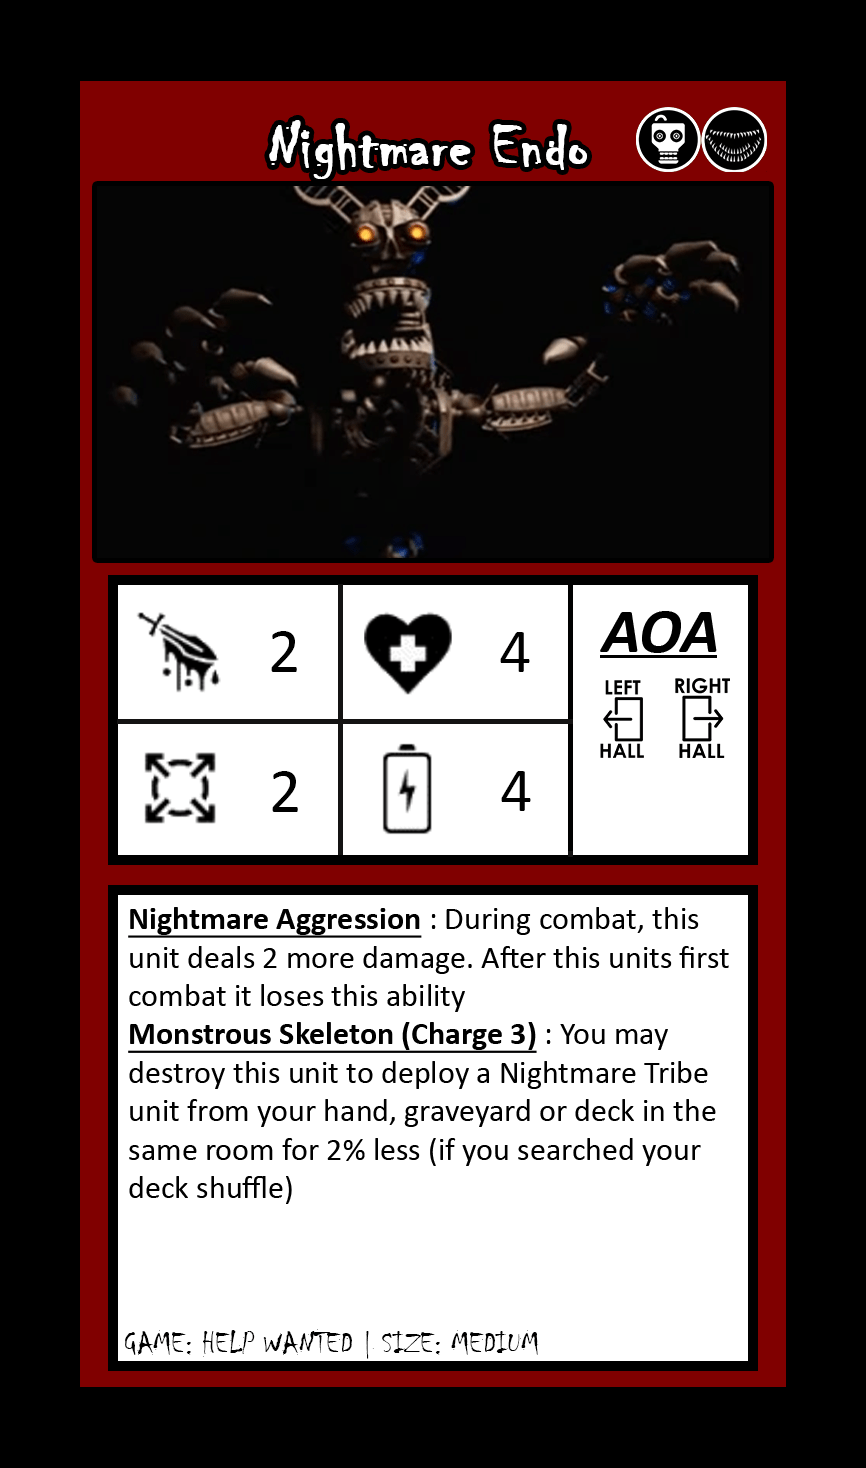 Nightmare Endo
2
4
AOA
LEFT
HALL
RIGHT
HALL
2
4
Nightmare Aggression : During combat, this
unit deals 2 more damage. After this units first
combat it loses this ability
Monstrous Skeleton (Charge 3) : You may
destroy this unit to deploy a Nightmare Tribe
unit from your hand, graveyard or deck in the
same room for 2% less (if you searched your
deck shuffle)
GAME: HELP WANTED | SIZE: MEDIUM